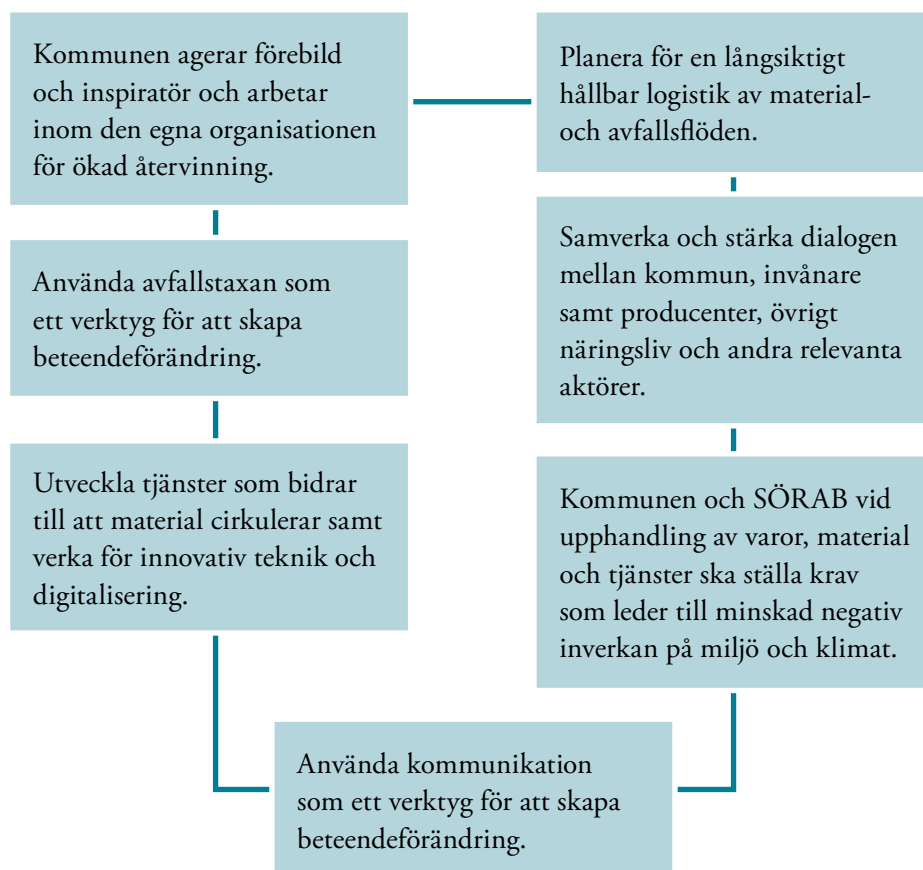 Kommunen agerar förebild
och inspiratör och arbetar
inom den egna organisationen
för ökad återvinning.
Planera för en långsiktigt
hållbar logistik av material-
och avfallsflöden.
Använda avfallstaxan som
ett verktyg för att skapa
beteendeförändring.
Samverka och stärka dialogen
mellan kommun, invånare
samt producenter, övrigt
näringsliv och andra relevanta
aktörer.
Utveckla tjänster som bidrar
till att material cirkulerar samt
verka för innovativ teknik och
digitalisering.
Kommunen och SÖRAB vid
upphandling av varor, material
och tjänster ska ställa krav
som leder till minskad negativ
inverkan på miljö och klimat.
Använda kommunikation
som ett verktyg för att skapa
beteendeförändring.